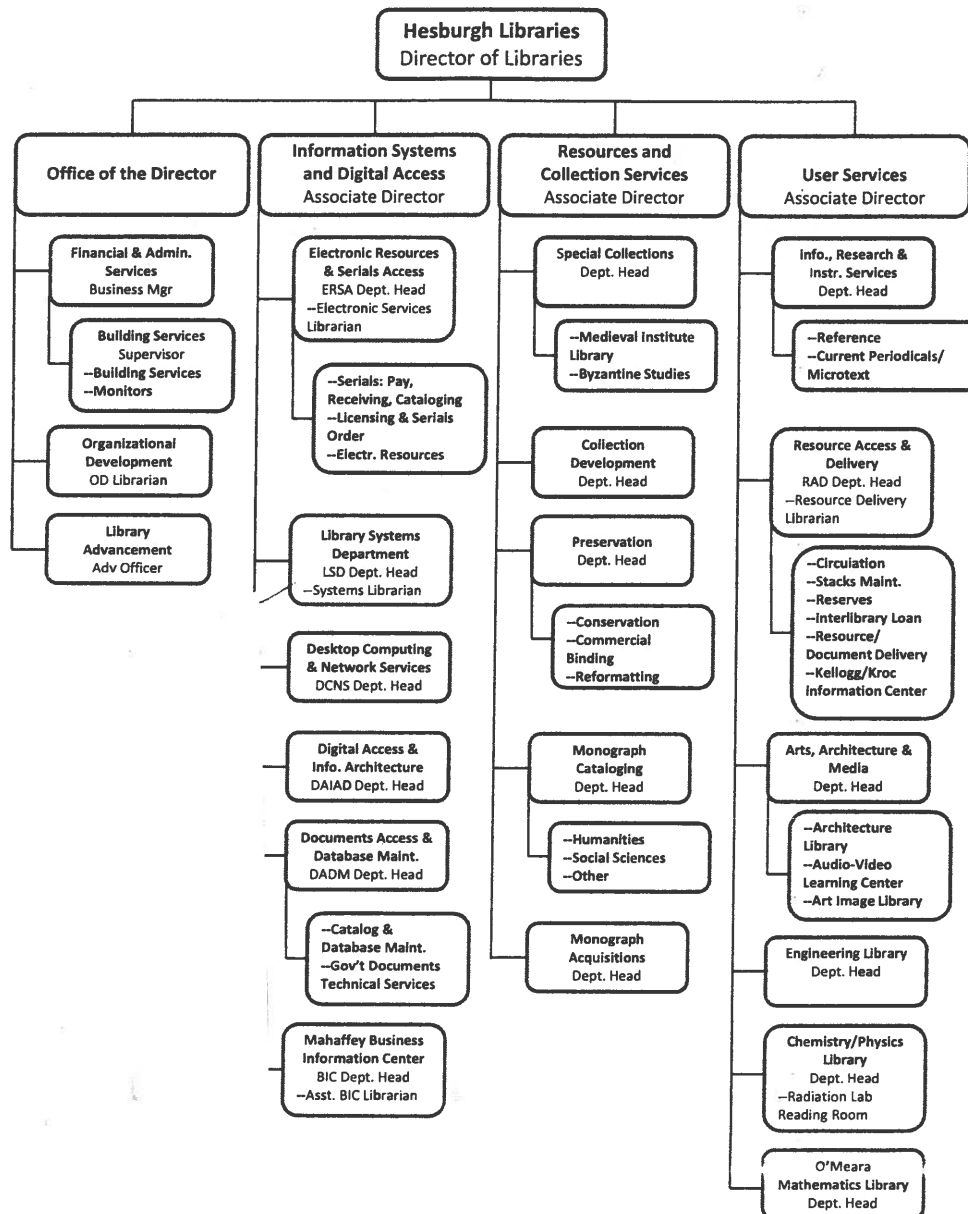 Hesburgh Libraries
Director of Libraries
Office of the Director
Financial & Admin.
Services
Business Mgr
Building Services
Supervisor
--Building Services
--Monitors
Organizational
Development
OD Librarian
Library
Advancement
Adv Officer
Information Systems
and Digital Access
Associate Director
Electronic Resources
& Serials Access
ERSA Dept. Head
--Electronic Services
Librarian
--Serials: Pay,
Receiving, Cataloging
--Licensing & Serials
Order
--Electr. Resources
Library Systems
Department
LSD Dept. Head
--Systems Librarian
Desktop Computing
& Network Services
DCNS Dept. Head
Digital Access &
Info. Architecture
DAIAD Dept. Head
Documents Access &
Database Maint.
DADM Dept. Head
--Catalog &
Database Maint.
--Gov't Documents
Technical Services
Mahaffey Business
Information Center
BIC Dept. Head
--Asst. BIC Librarian
Resources and
Collection Services
Associate Director
Special Collections
Dept. Head
--Medieval Institute
Library
--Byzantine Studies
Collection
Development
Dept. Head
Preservation
Dept. Head
--Conservation
--Commercial
Binding
--Reformatting
Monograph
Cataloging
Dept. Head
--Humanities
--Social Sciences
--Other
Monograph
Acquisitions
Dept. Head
User Services
Associate Director
Info., Research &
Instr. Services
Dept. Head
--Reference
--Current Periodicals/
Microtext
Resource Access &
Delivery
RAD Dept. Head
--Resource Delivery
Librarian
--Circulation
--Stacks Maint.
--Reserves
--Interlibrary Loan
--Resource/
Document Delivery
--Kellogg/Kroc
Information Center
Arts, Architecture &
Media
Dept. Head
--Architecture
Library
--Audio-Video
Learning Center
--Art Image Library
Engineering Library
Dept. Head
Chemistry/Physics
Library
Dept. Head
--Radiation Lab
Reading Room
O'Meara
Mathematics Library
Dept. Head